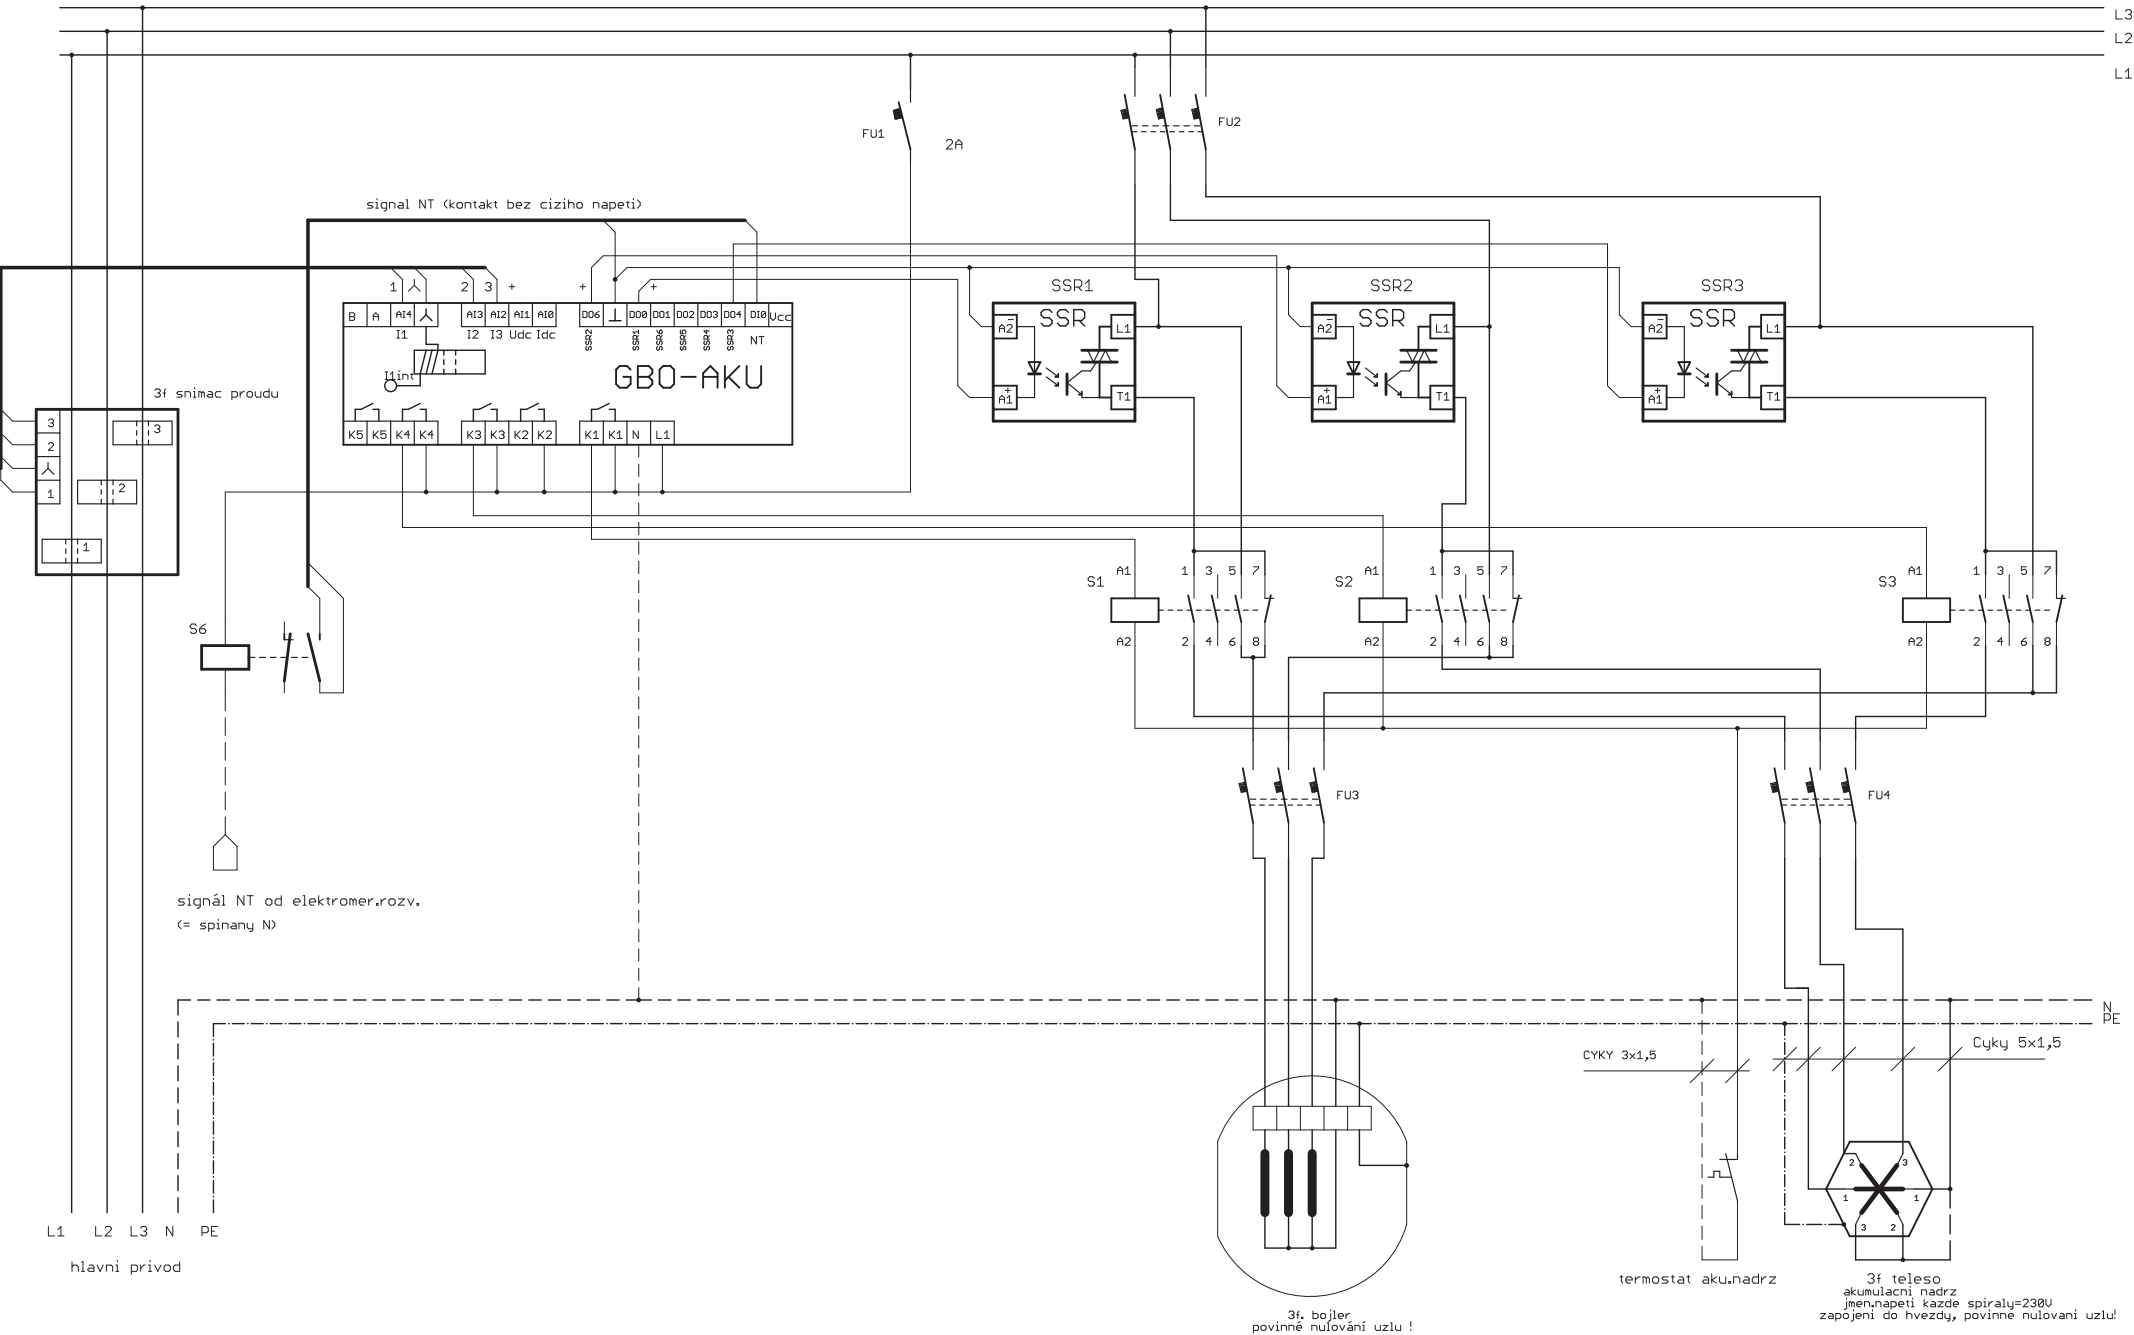 L3
L2
L1
FU1
2A
FU2
signal NT (kontakt bez ciziho napeti)
1 2 3 + + +
B A AI4 AI3 AI2 AI1 AI0 DO6 DO0 DO1 DO2 DO3 DO4 DI0 Vcc
I1 I2 I3 Udc Idc SSR2 SSR1 SSR6 SSR5 SSR4 SSR3 NT
I1int
GBO-AKU
K5 K5 K4 K4 K3 K3 K2 K2 K1 K1 N L1
SSR1
SSR
A2 - L1
+ A1 T1
SSR2
SSR
A2 - L1
+ A1 T1
SSR3
SSR
A2 - L1
+ A1 T1
3f snimac proudu
3
2
1
3
2
1
S1 A1 1 3 5 7
A2 2 4 6 8
S2 A1 1 3 5 7
A2 2 4 6 8
S3 A1 1 3 5 7
A2 2 4 6 8
S6
FU3
FU4
signál NT od elektromer.rozv.
(= spinany N)
N
PE
CYKY 3x1,5
Cyky 5x1,5
2 3
1 1
3 2
L1 L2 L3 N PE
hlavni privod
termostat aku.nadrz
3f teleso
akumulacni nadrz
jmen.napeti kazde spiraly=230V
zapojeni do hvezdy, povinne nulovani uzlu!
3f. bojler
povinné nulování uzlu !